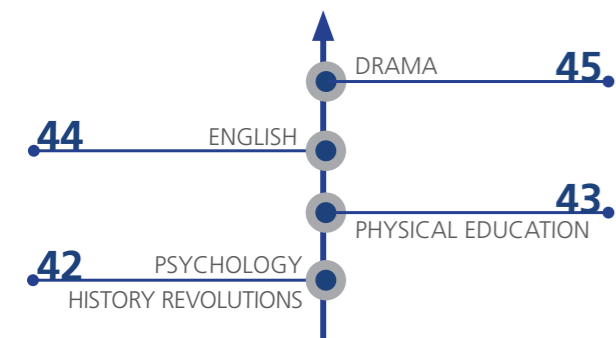 DRAMA 45
44 ENGLISH
43
PHYSICAL EDUCATION
42 PSYCHOLOGY
HISTORY REVOLUTIONS